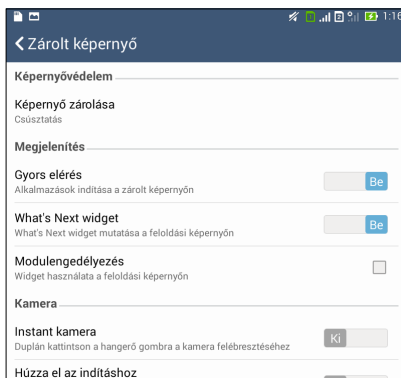 1:16
Zárolt képernyő
Képernyővédelem
Képernyő zárolása
Csúsztatás
Megjelenítés
Gyors elérés
Alkalmazások indítása a zárolt képernyőn
Be
What's Next widget
What's Next widget mutatása a feloldási képernyőn
Be
Modulengedélyezés
Widget használata a feloldási képernyőn
Kamera
Instant kamera
Duplán kattintson a hangerő gombra a kamera felébresztéséhez
Ki
Húzza el az indításhoz